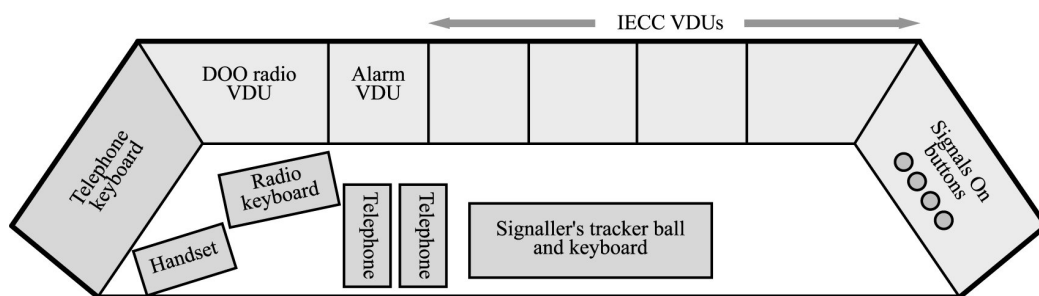 IECC VDUs
DOO radio
VDU
Alarm
VDU
Telephone
keyboard
Radio
keyboard
Handset
Telephone
Telephone
Signaller's tracker ball
and keyboard
Signals On
buttons